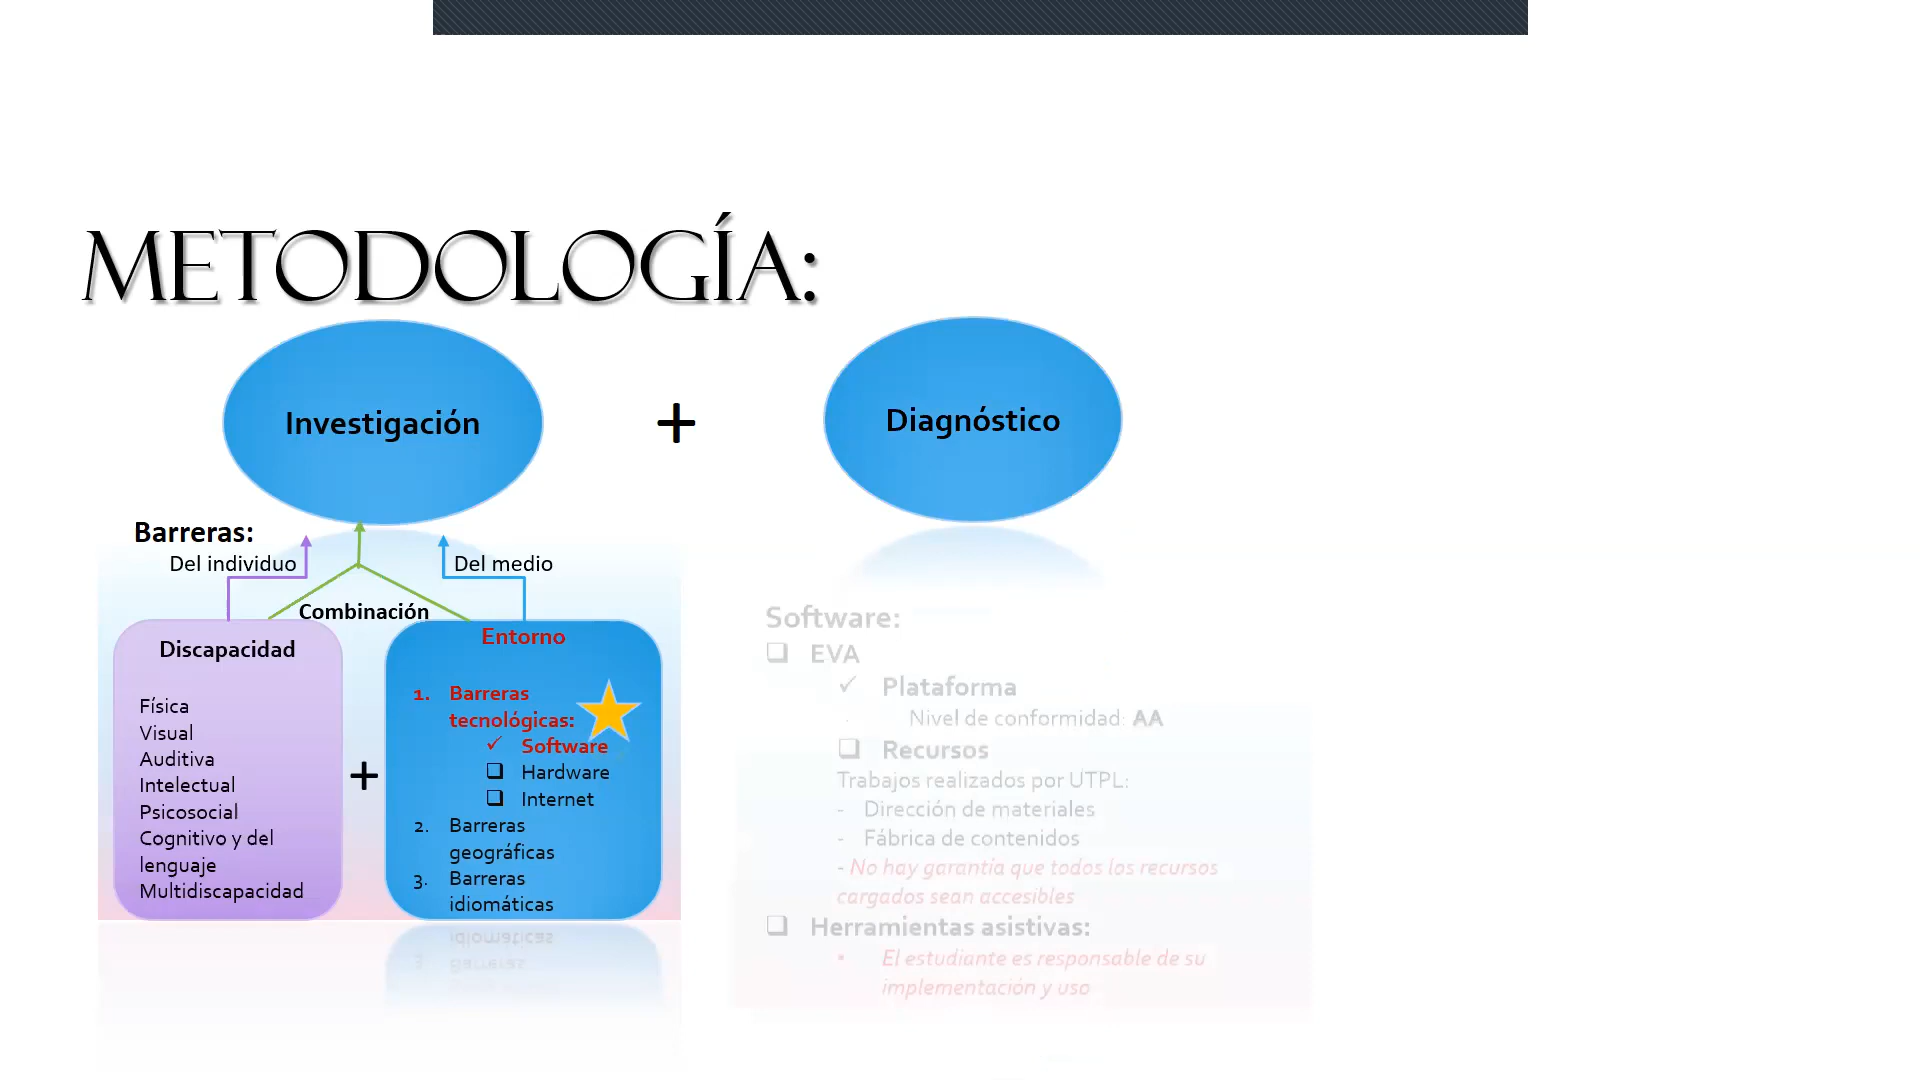 METODOLOGÍA:
Investigación
+
Diagnóstico
Barreras:
Del individuo
Del medio
Combinación
Discapacidad
Física
Visual
Auditiva
Intelectual
Psicosocial
Cognitivo y del
lenguaje
Multidiscapacidad
+
Entorno
1. Barreras
tecnológicas:
✓ Software
❑ Hardware
❑ Internet
2. Barreras
geográficas
3. Barreras
idiomáticas
Software:
❑ EVA
✓ Plataforma
· Nivel de conformidad: AA
❑ Recursos
Trabajos realizados por UTPL:
- Dirección de materiales
- Fábrica de contenidos
- No hay garantía que todos los recursos
cargados sean accesibles
❑ Herramientas asistivas:
• El estudiante es responsable de su
implementación y uso